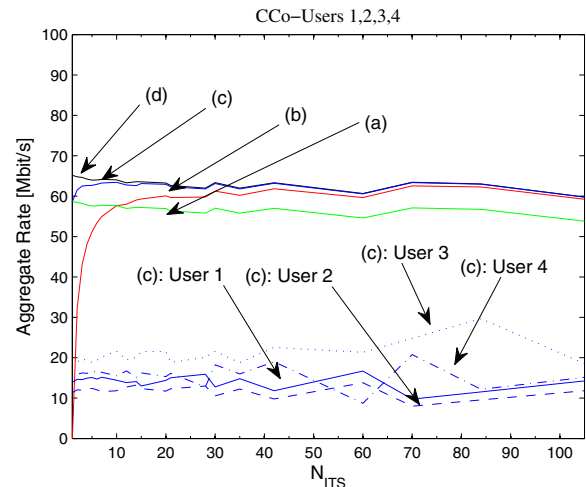 CCo−Users 1,2,3,4
100
90
80
70
60
50
40
30
20
10
0
Aggregate Rate [Mbit/s]
(d)
(c)
(b)
(a)
(c): User 1
(c): User 2
(c): User 3
(c): User 4
10 20 30 40 50 60 70 80 90 100
N_ITS